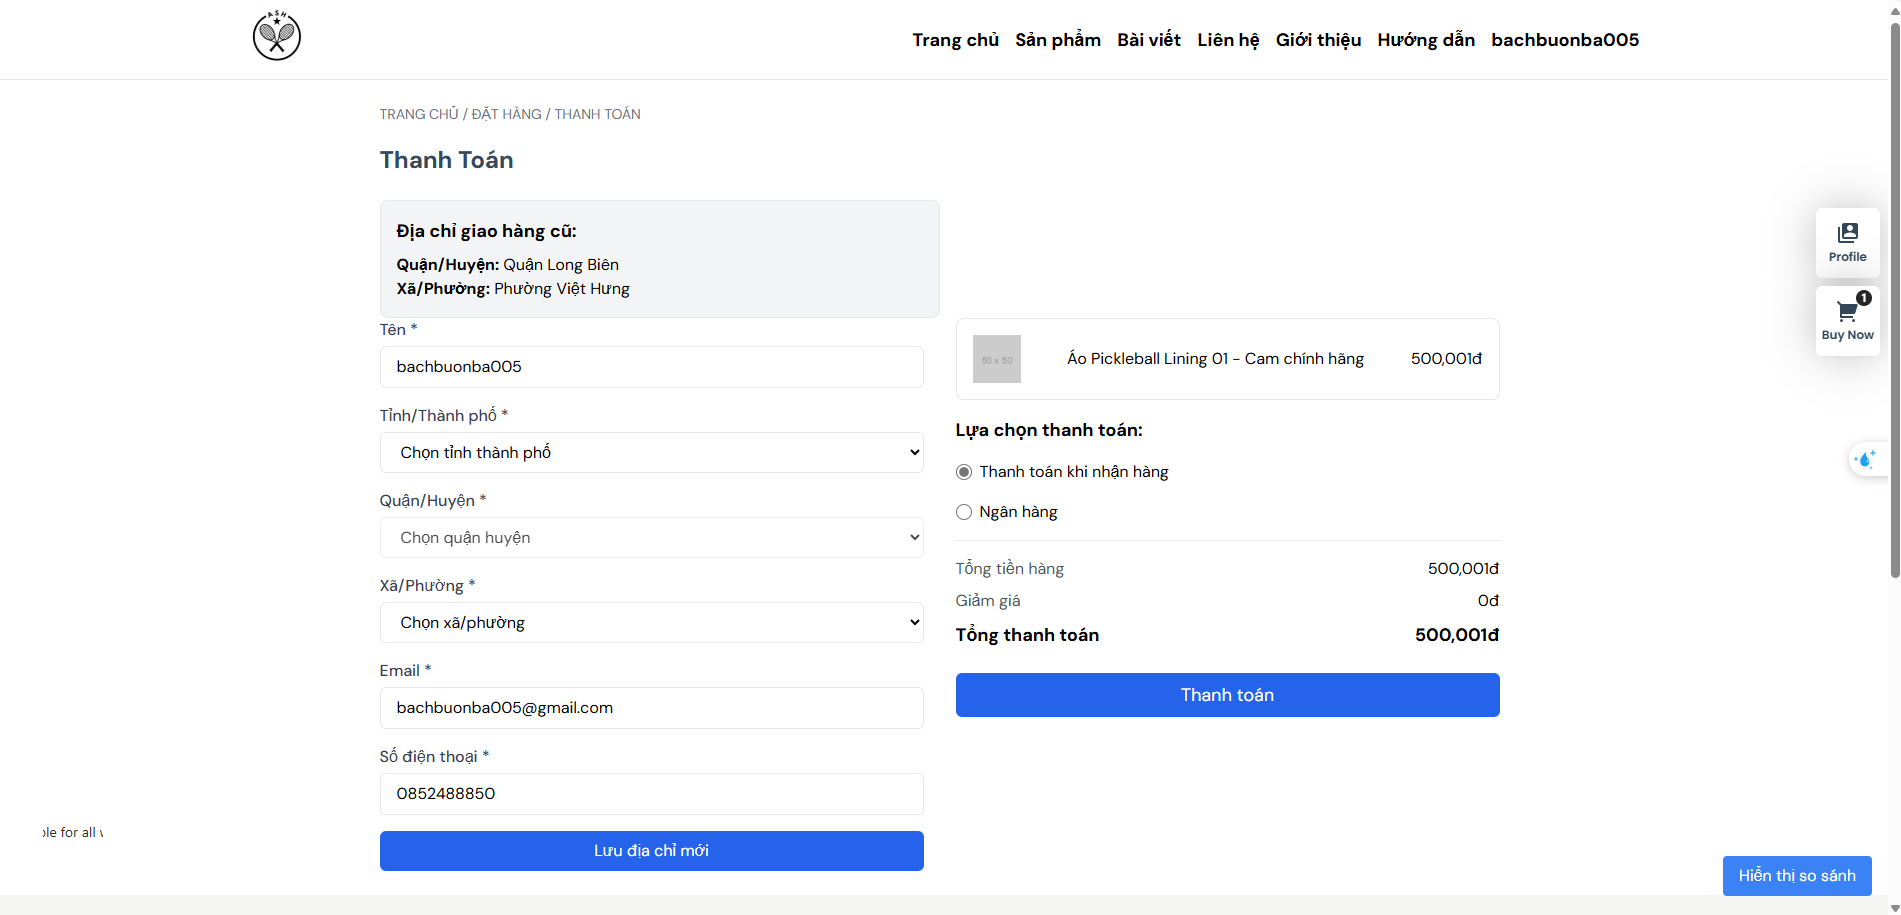 ASH
Trang chủ Sản phẩm Bài viết Liên hệ Giới thiệu Hướng dẫn bachbuonba005
TRANG CHỦ / ĐẶT HÀNG / THANH TOÁN
Thanh Toán
Địa chỉ giao hàng cũ:
Quận/Huyện: Quận Long Biên
Xã/Phường: Phường Việt Hưng
Tên *
bachbuonba005
Tỉnh/Thành phố *
Chọn tỉnh thành phố
Quận/Huyện *
Chọn quận huyện
Xã/Phường *
Chọn xã/phường
Email *
bachbuonba005@gmail.com
Số điện thoại *
0852488850
Lưu địa chỉ mới
50 x 50
Áo Pickleball Lining 01 - Cam chính hãng 500,001đ
Lựa chọn thanh toán:
Thanh toán khi nhận hàng
Ngân hàng
Tổng tiền hàng 500,001đ
Giảm giá 0đ
Tổng thanh toán 500,001đ
Thanh toán
Profile
1
Buy Now
for all
Hiển thị so sánh